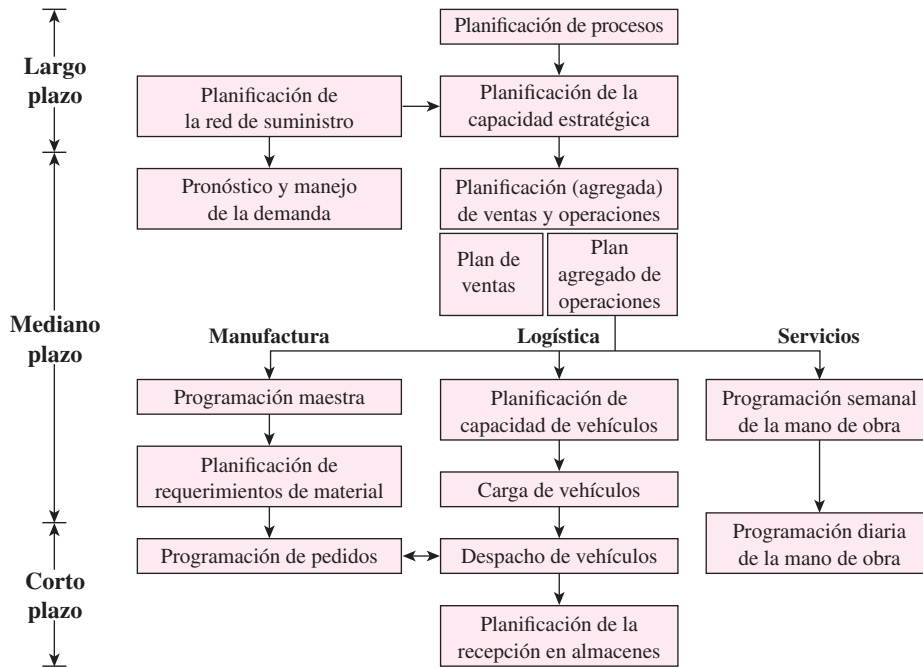 Planificación de procesos
Largo
plazo
Planificación de
la red de suministro
Planificación de la
capacidad estratégica
Pronóstico y manejo
de la demanda
Planificación (agregada)
de ventas y operaciones
Plan de
ventas
Plan
agregado de
operaciones
Mediano
plazo
Manufactura
Logística
Servicios
Programación maestra
Planificación de
capacidad de vehículos
Programación semanal
de la mano de obra
Planificación de
requerimientos de material
Carga de vehículos
Programación de pedidos
Despacho de vehículos
Programación diaria
de la mano de obra
Corto
plazo
Planificación de la
recepción en almacenes